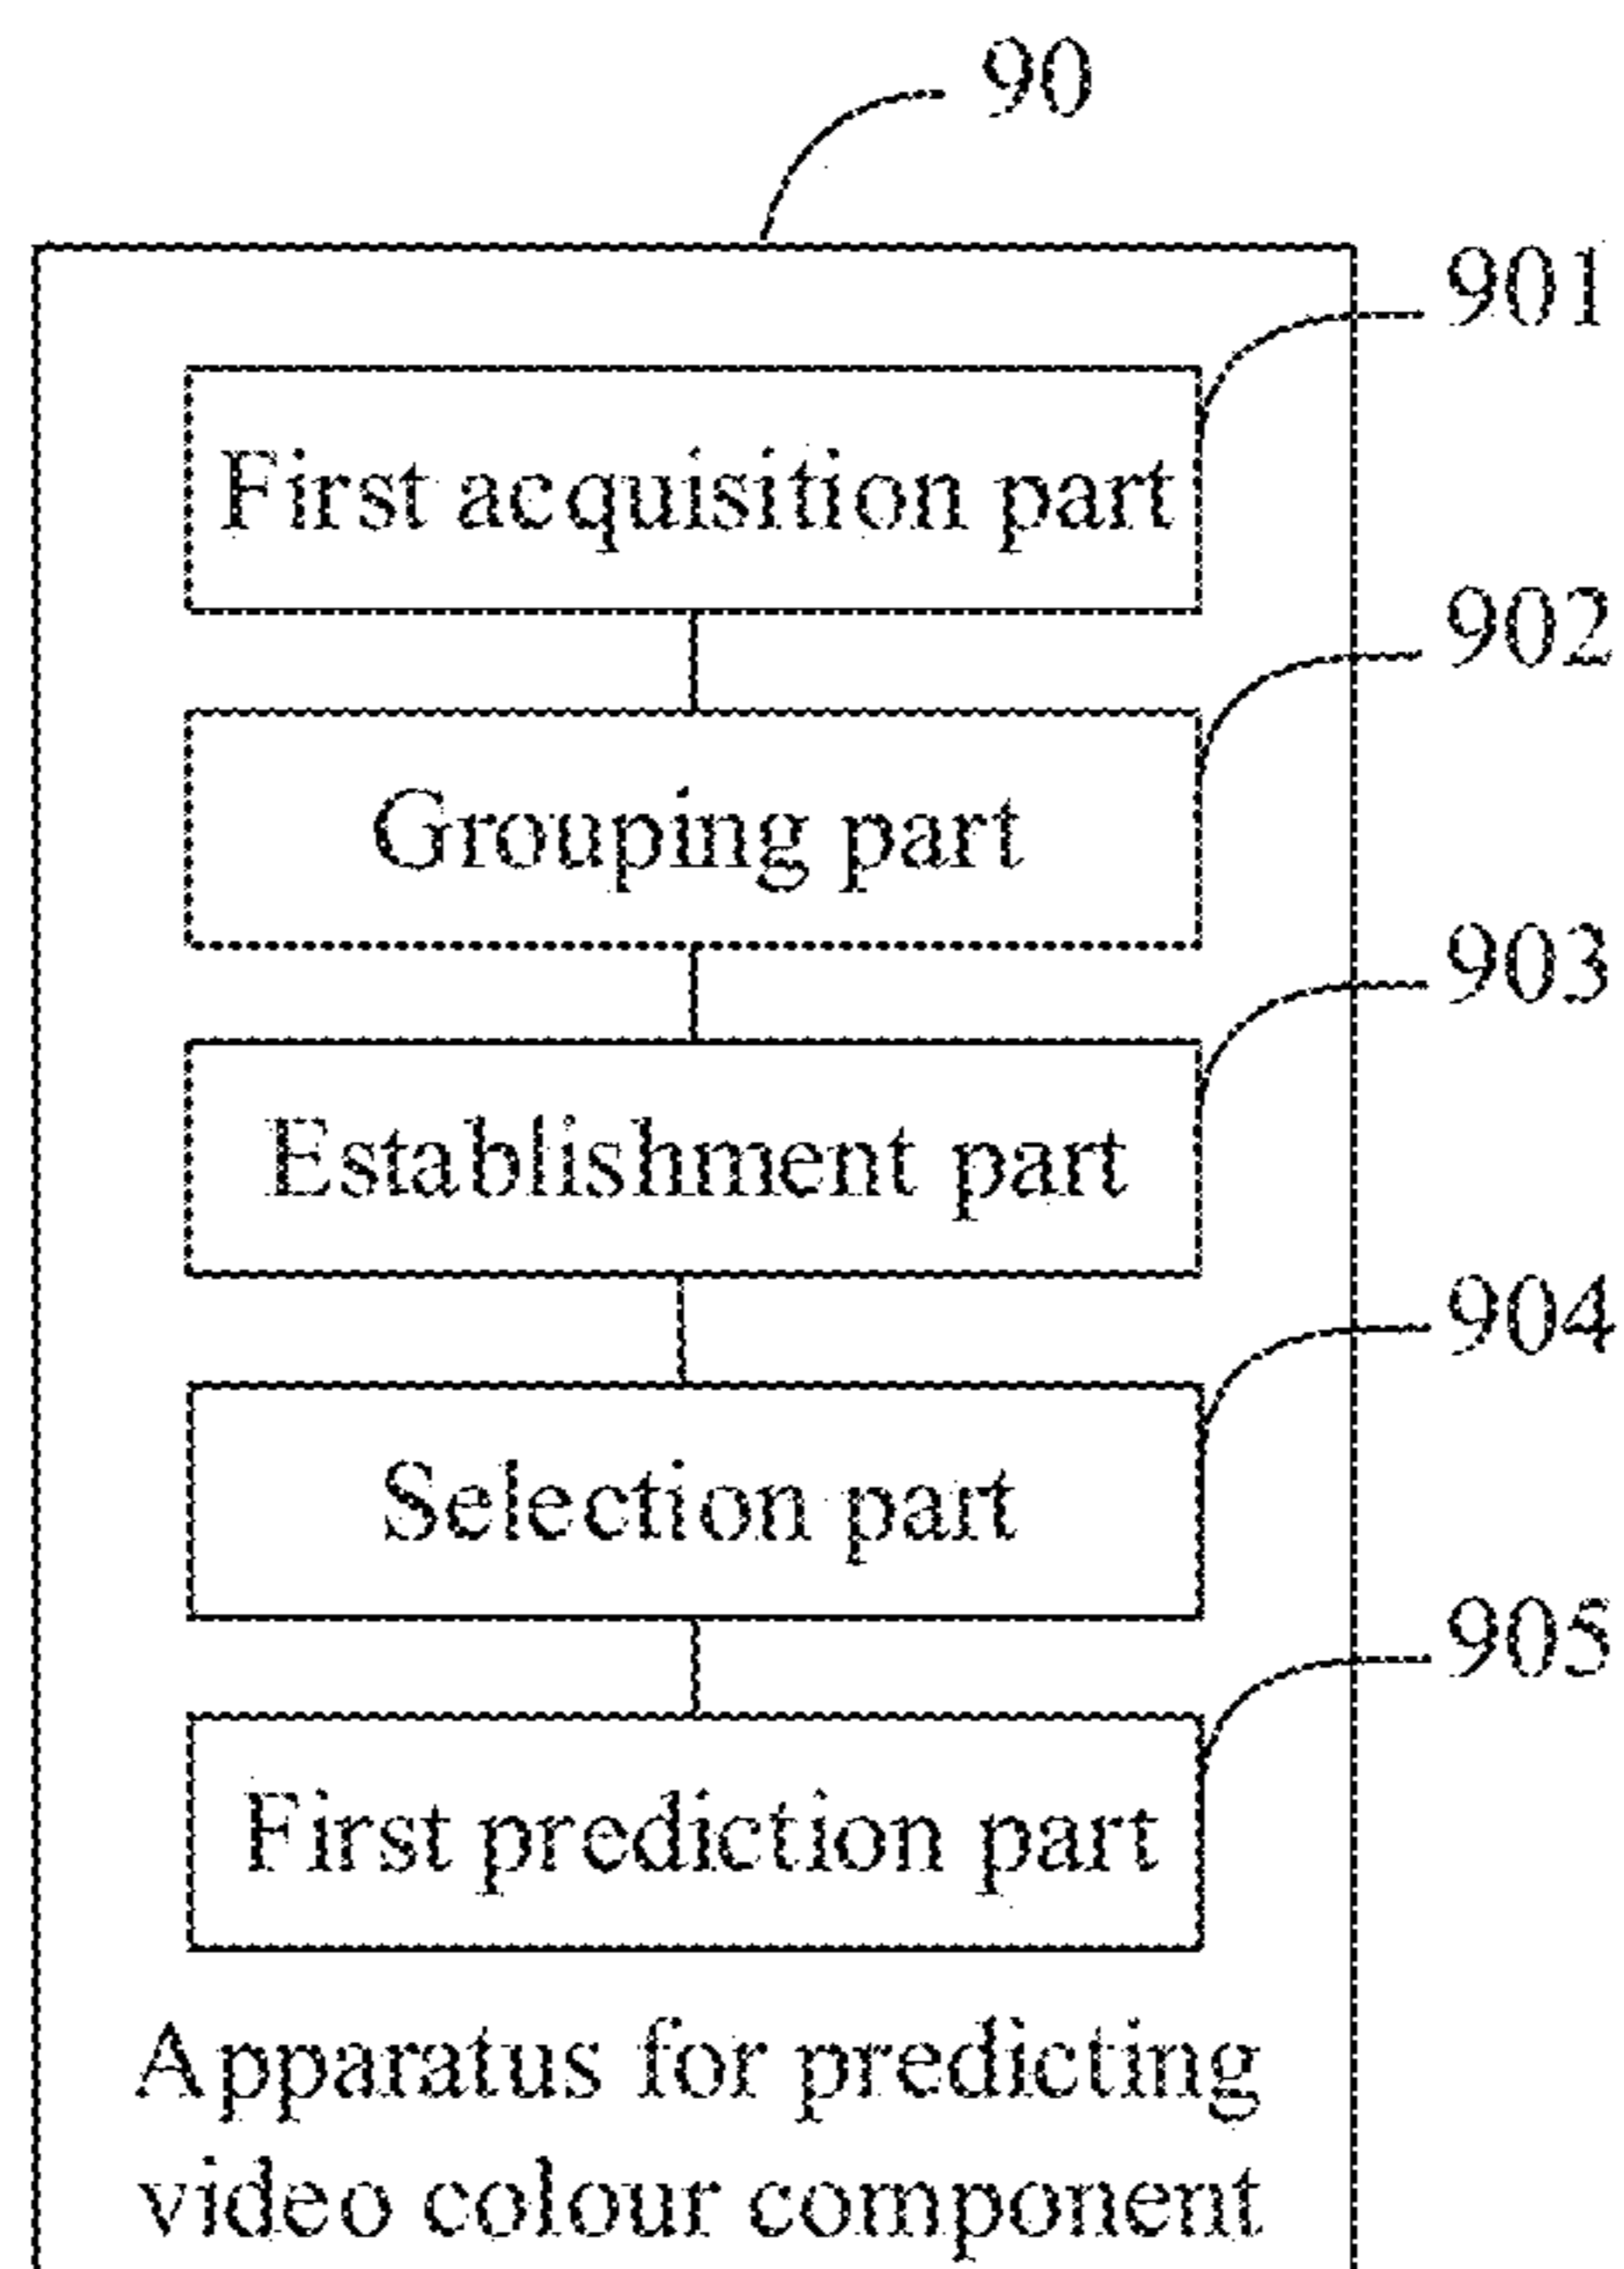 90
901
First acquisition part
902
Grouping part
903
Establishment part
904
Selection part
905
First prediction part
Apparatus for predicting
video colour component